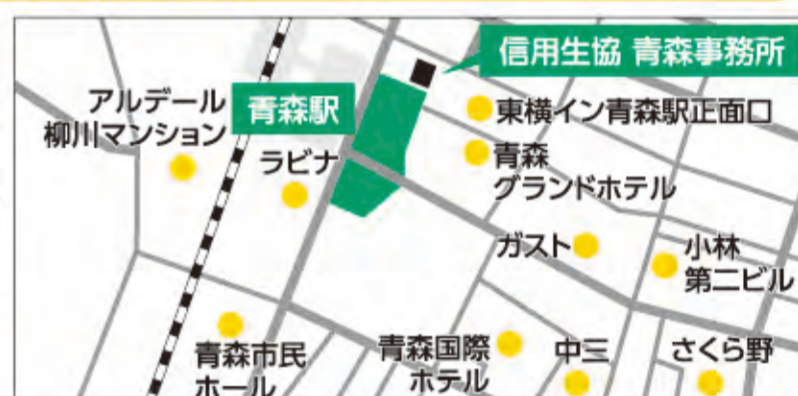 信用生協 青森事務所
アルデール
柳川マンション
青森駅
東横イン青森駅正面口
ラビナ
青森
グランドホテル
ガスト
小林
第二ビル
青森市民
ホール
青森国際
ホテル
中三
さくら野